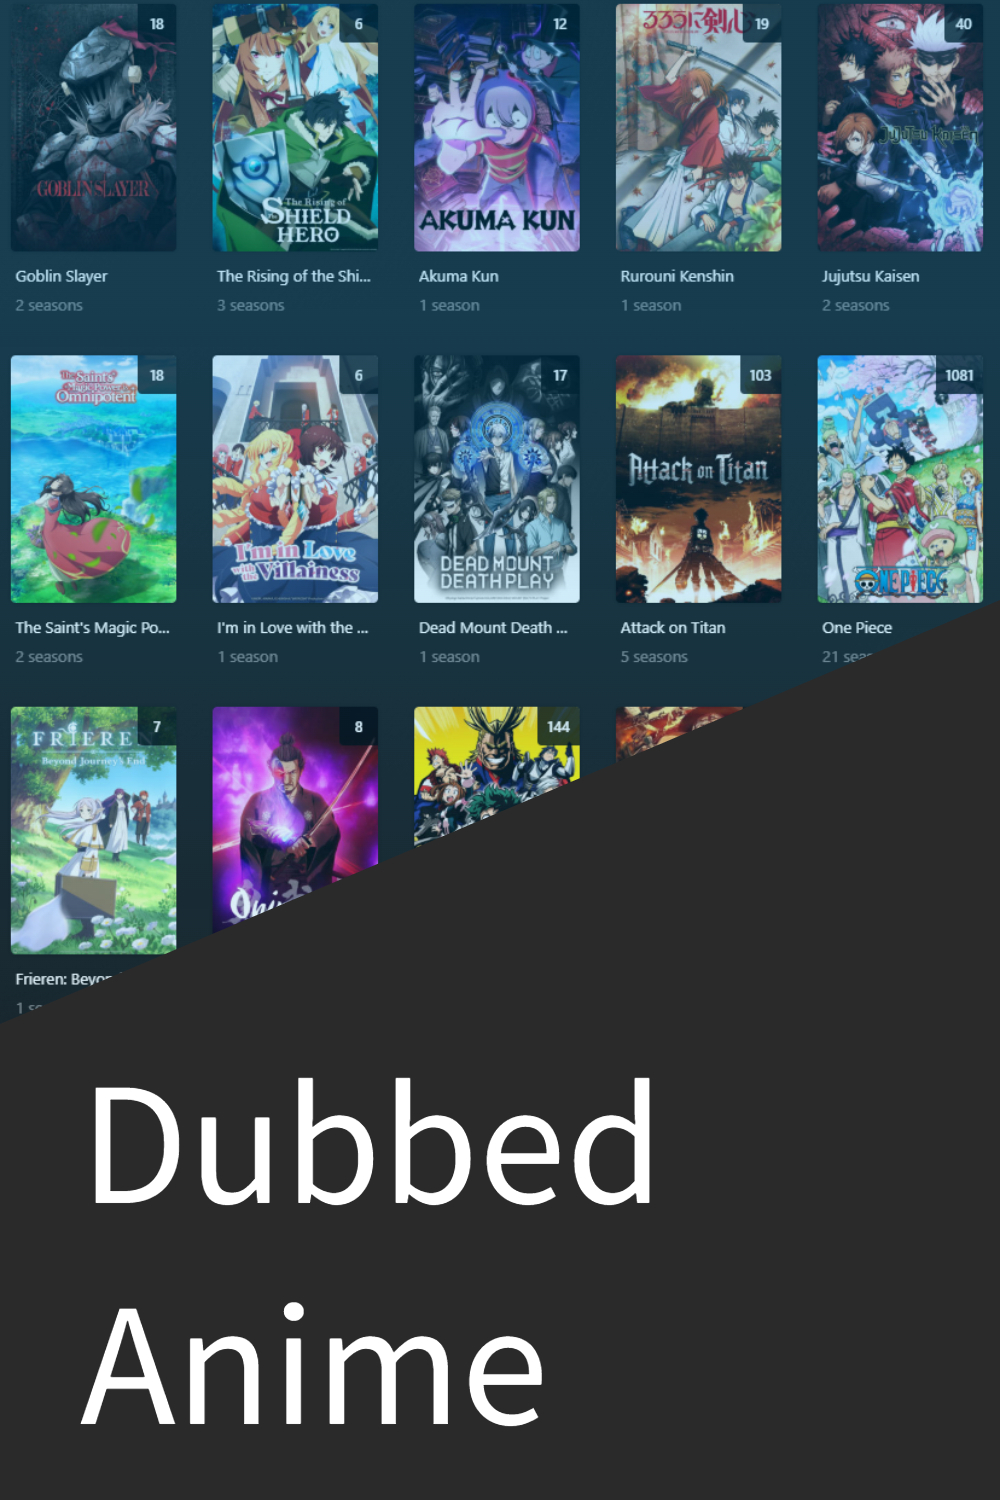 18
6
12
るろうに剣心
19
40
GOBLIN SLAYER
The Rising of
The SHIELD
HERO
AKUMA KUN
JUJUTSU KAISEN
Goblin Slayer
The Rising of the Shi...
Akuma Kun
Rurouni Kenshin
Jujutsu Kaisen
2 seasons
3 seasons
1 season
1 season
2 seasons
18
6
17
103
1081
The Saint's
Magic Power is
Omnipotent
I'm in Love
with the Villainess
DEAD MOUNT
DEATH PLAY
Attack on Titan
ONE PIECE
The Saint's Magic Po...
I'm in Love with the ...
Dead Mount Death ...
Attack on Titan
One Piece
2 seasons
1 season
1 season
5 seasons
21 sea
7
8
144
FRIEREN
Beyond Journey's End
Oni
Frieren: Beyo
1 se
Dubbed
Anime